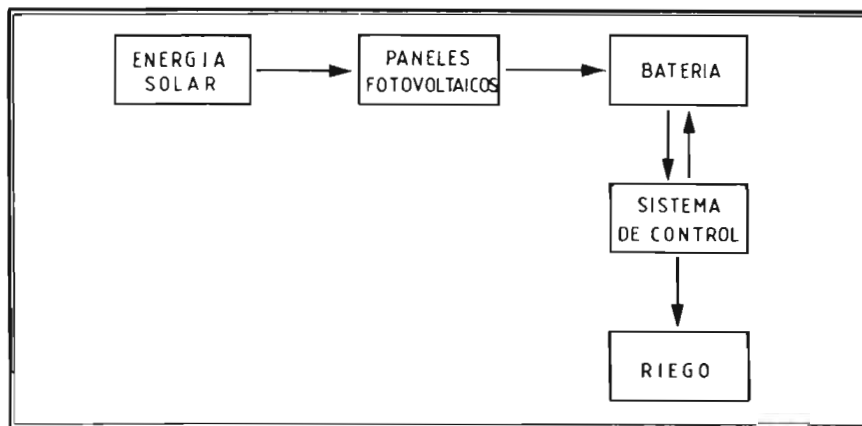 ENERGIA
SOLAR
PANELES
FOTOVOLTAICOS
BATERIA
SISTEMA
DE CONTROL
RIEGO